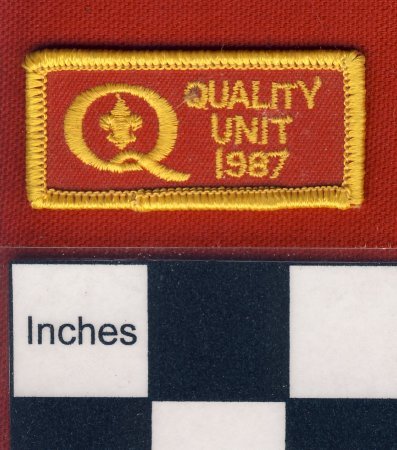 Q QUALITY
UNIT
1987
Inches